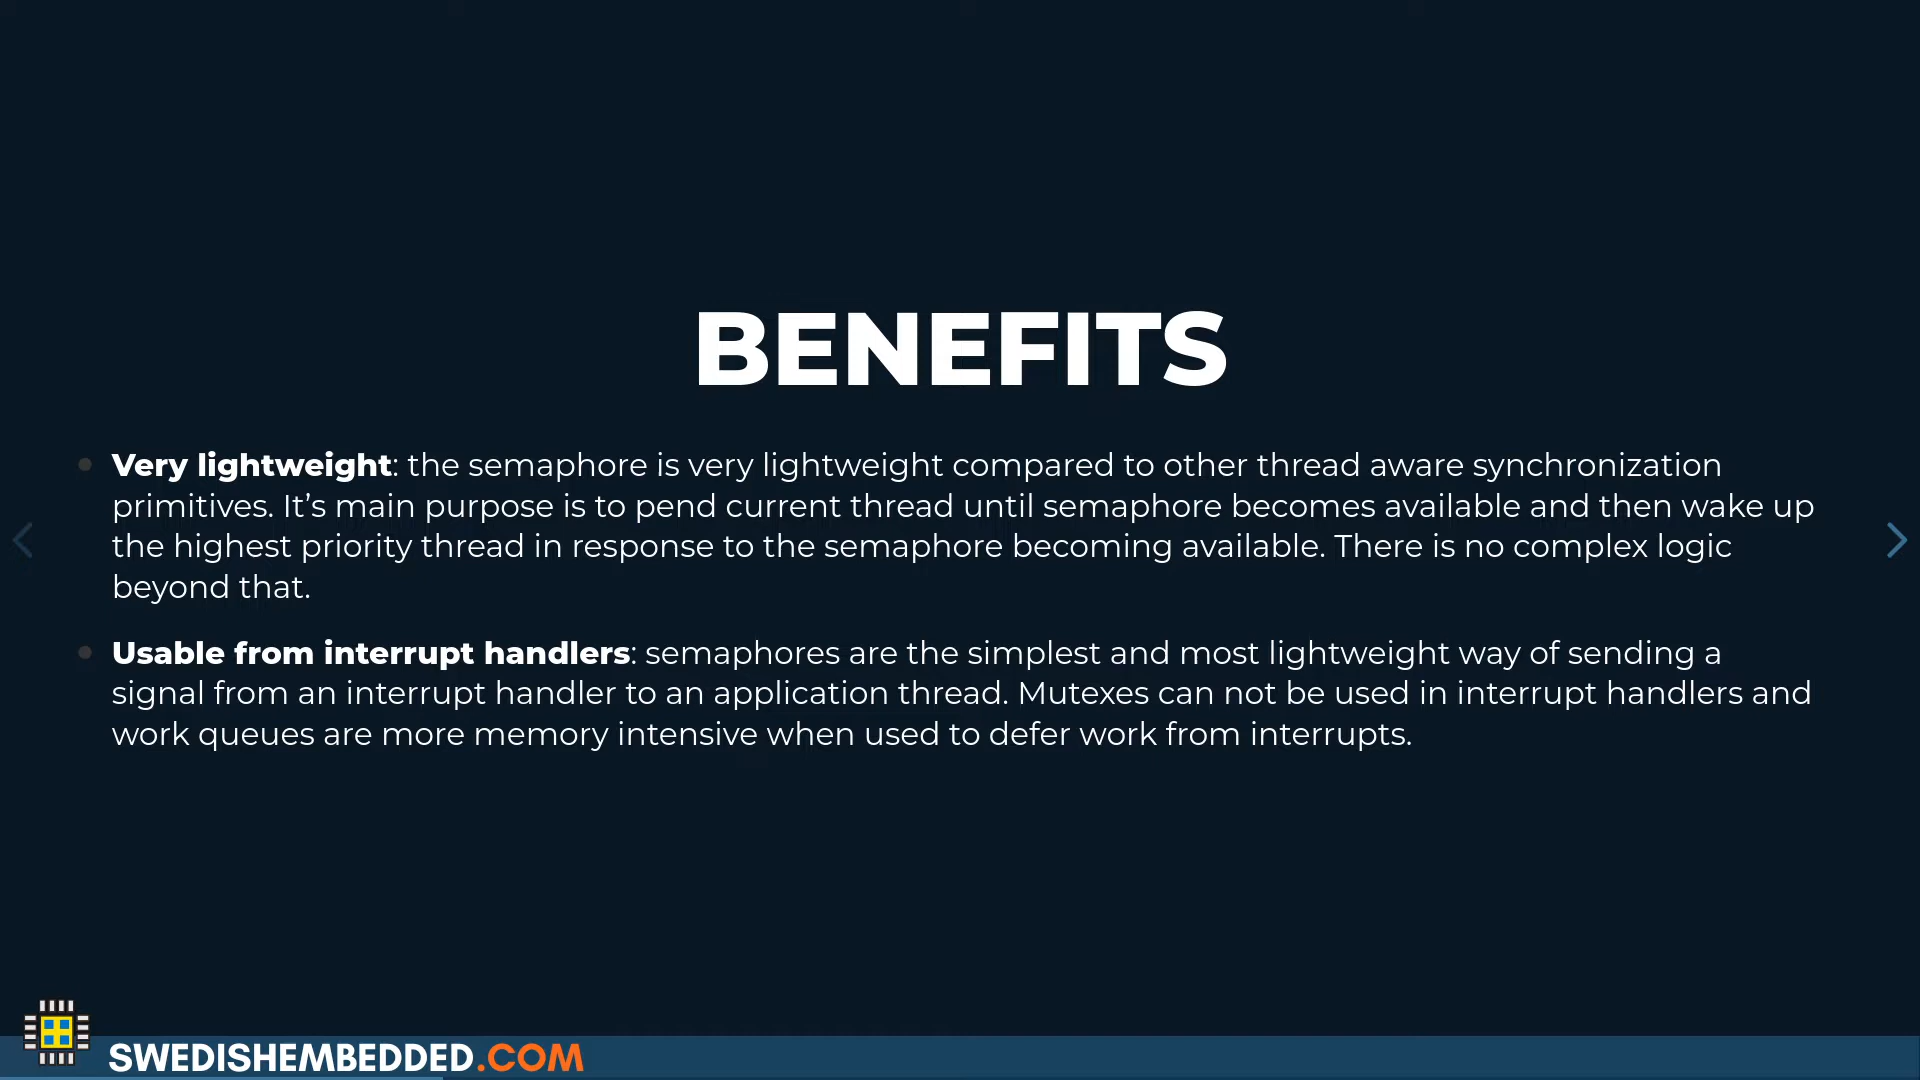 BENEFITS
Very lightweight: the semaphore is very lightweight compared to other thread aware synchronization
primitives. It’s main purpose is to pend current thread until semaphore becomes available and then wake up
the highest priority thread in response to the semaphore becoming available. There is no complex logic
beyond that.
Usable from interrupt handlers: semaphores are the simplest and most lightweight way of sending a
signal from an interrupt handler to an application thread. Mutexes can not be used in interrupt handlers and
work queues are more memory intensive when used to defer work from interrupts.
SWEDISHEMBEDDED.COM